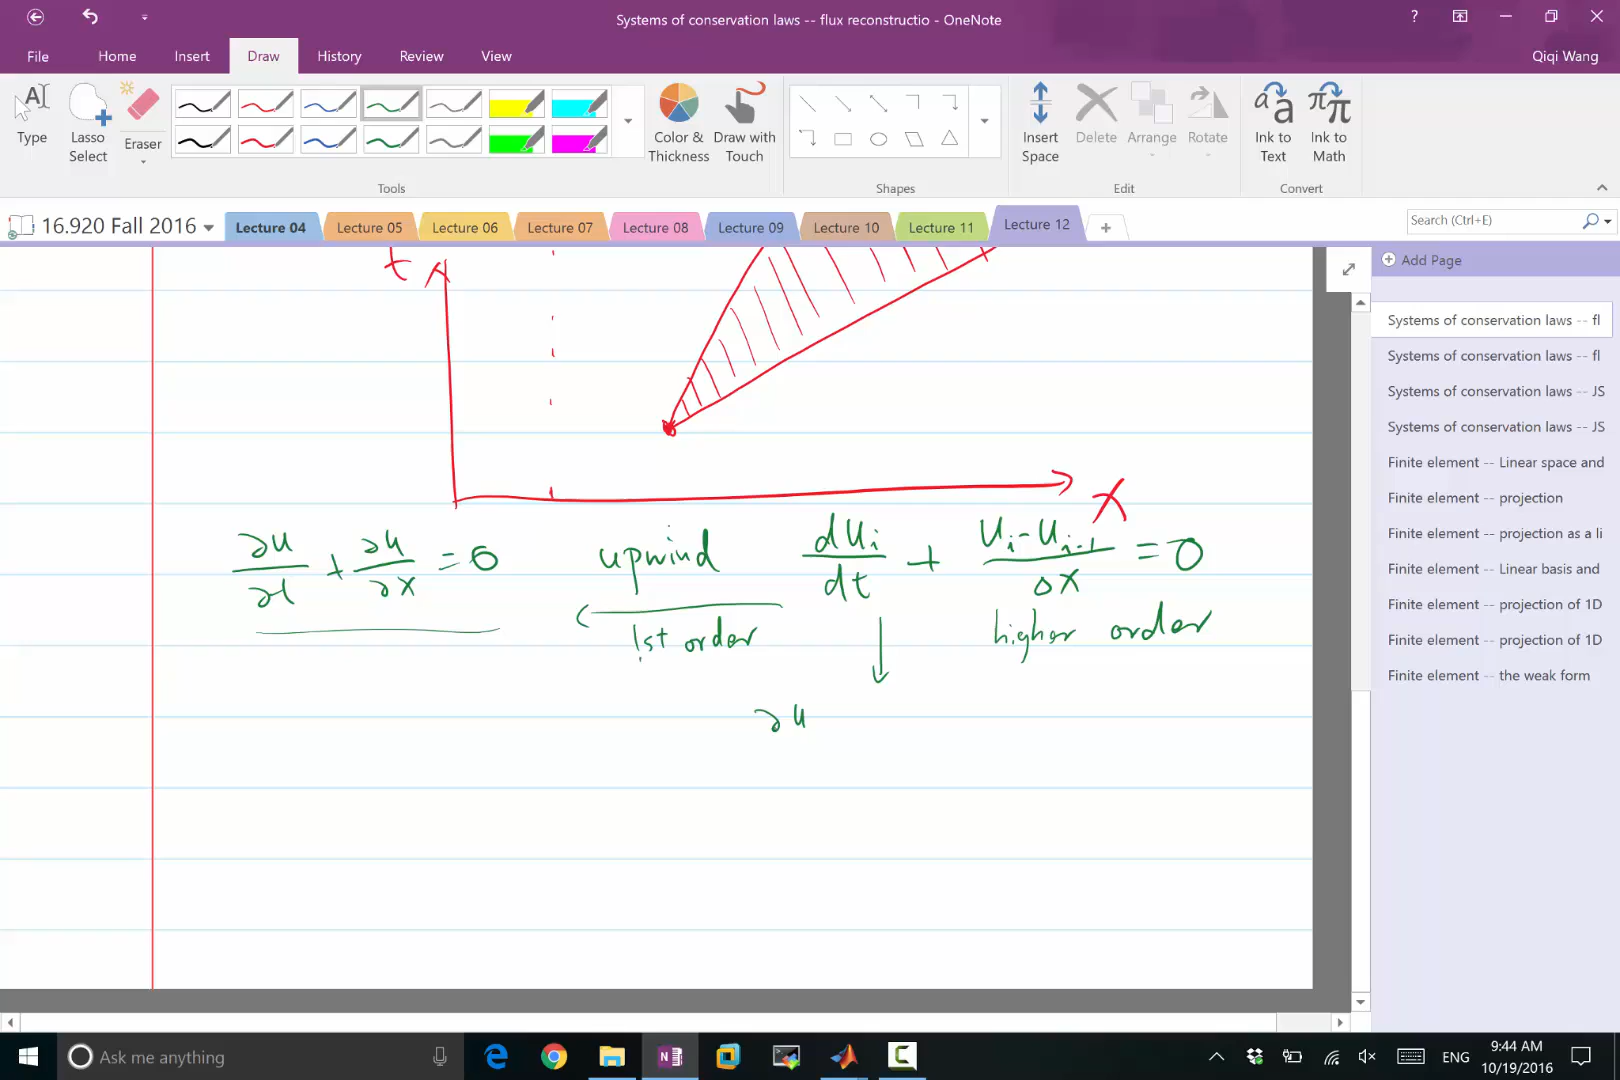 Systems of conservation laws -- flux reconstructio - OneNote
?
File Home Insert Draw History Review View
Qiqi Wang
Type
Lasso Select
Eraser
Color & Thickness
Draw with Touch
Insert Space
Delete
Arrange
Rotate
Ink to Text
Ink to Math
Tools
Shapes
Edit
Convert
16.920 Fall 2016
Lecture 04 Lecture 05 Lecture 06 Lecture 07 Lecture 08 Lecture 09 Lecture 10 Lecture 11 Lecture 12
Search (Ctrl+E)
Add Page
Systems of conservation laws -- fl
Systems of conservation laws -- fl
Systems of conservation laws -- JS
Systems of conservation laws -- JS
Finite element -- Linear space and
Finite element -- projection
Finite element -- projection as a li
Finite element -- Linear basis and
Finite element -- projection of 1D
Finite element -- projection of 1D
Finite element -- the weak form
t
x
∂u/∂t + ∂u/∂x = 0 upwind du_i/dt + (u_i - u_{i-1})/Δx = 0
1st order higher order
∂u
Ask me anything
ENG
9:44 AM
10/19/2016